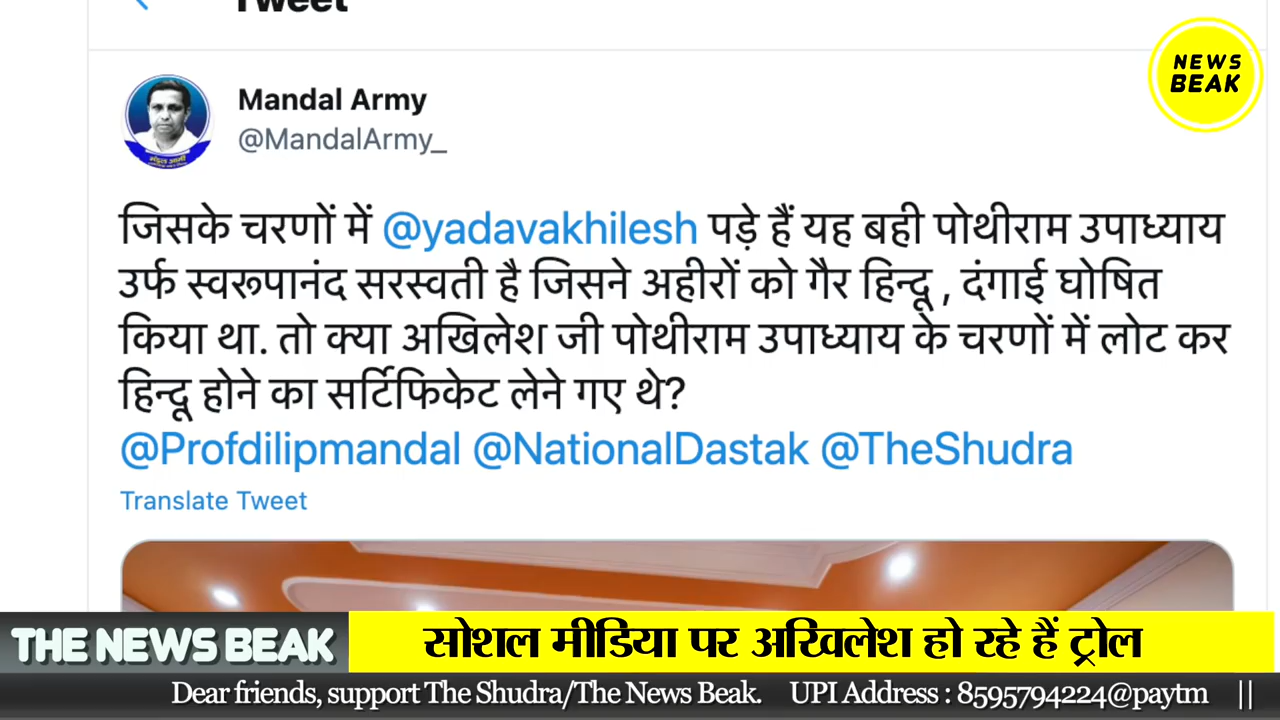 Tweet
NEWS
BEAK
Mandal Army
@MandalArmy_
जिसके चरणों में @yadavakhilesh पड़े हैं यह बही पोथीराम उपाध्याय
उर्फ स्वरूपानंद सरस्वती है जिसने अहीरों को गैर हिन्दू , दंगाई घोषित
किया था. तो क्या अखिलेश जी पोथीराम उपाध्याय के चरणों में लोट कर
हिन्दू होने का सर्टिफिकेट लेने गए थे?
@Profdilipmandal @NationalDastak @TheShudra
Translate Tweet
THE NEWS BEAK
सोशल मीडिया पर अखिलेश हो रहे हैं ट्रोल
Dear friends, support The Shudra/The News Beak. UPI Address : 8595794224@paytm ||